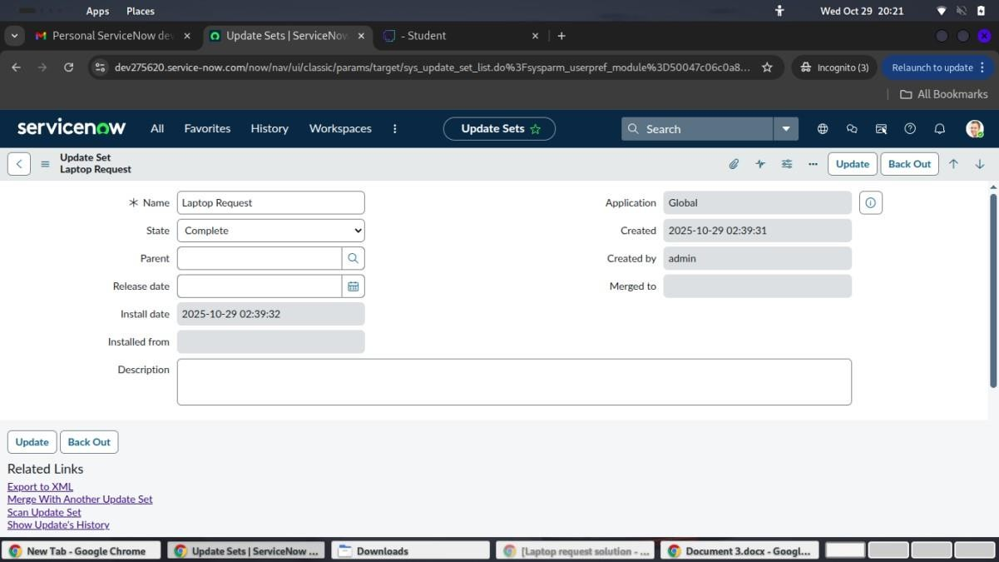 Apps Places Wed Oct 29 20:21
Personal ServiceNow dev Update Sets | ServiceNow - Student
dev275620.service-now.com/now/nav/ui/classic/params/target/sys_update_set_list.do%3Fsysparm_userpref_module%3D50047c06c0a8... Incognito (3) Relaunch to update
All Bookmarks
servicenow All Favorites History Workspaces Update Sets Search
Update Set
Laptop Request
Update Back Out
Name Laptop Request Application Global
State Complete Created 2025-10-29 02:39:31
Parent Created by admin
Release date Merged to
Install date 2025-10-29 02:39:32
Installed from
Description
Update Back Out
Related Links
Export to XML
Merge With Another Update Set
Scan Update Set
Show Update's History
New Tab - Google Chrome Update Sets | ServiceNow ... Downloads [Laptop request solution - ... Document 3.docx - Googl...